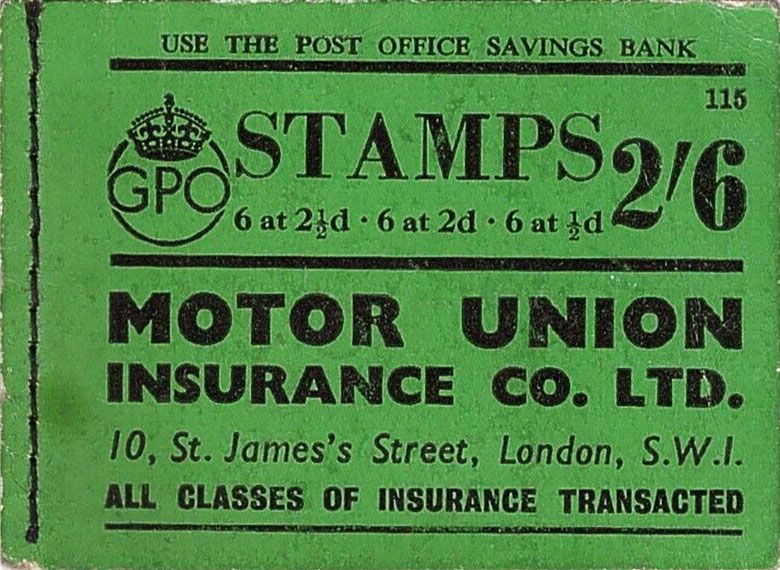 USE THE POST OFFICE SAVINGS BANK
115
GPO
STAMPS 2/6
6 at 2½d · 6 at 2d · 6 at ½d
MOTOR UNION
INSURANCE CO. LTD.
10, St. James's Street, London, S.W.1.
ALL CLASSES OF INSURANCE TRANSACTED